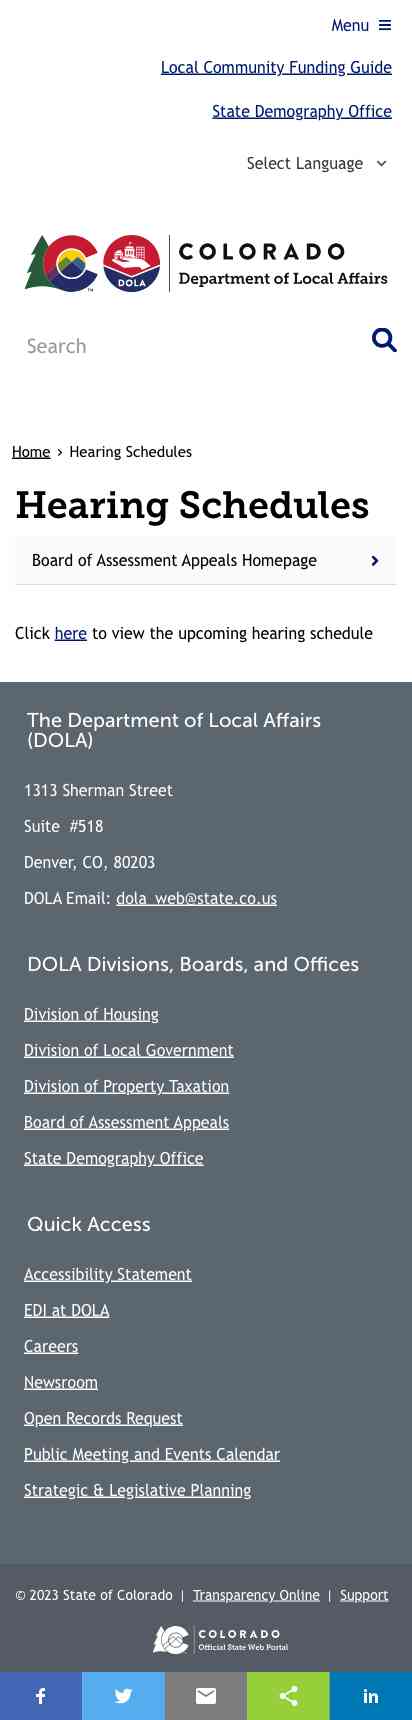 Menu
Local Community Funding Guide
State Demography Office
Select Language
C
TM
DOLA
COLORADO
Department of Local Affairs
Search
Home › Hearing Schedules
Hearing Schedules
Board of Assessment Appeals Homepage
Click here to view the upcoming hearing schedule
The Department of Local Affairs
(DOLA)
1313 Sherman Street
Suite #518
Denver, CO, 80203
DOLA Email: dola_web@state.co.us
DOLA Divisions, Boards, and Offices
Division of Housing
Division of Local Government
Division of Property Taxation
Board of Assessment Appeals
State Demography Office
Quick Access
Accessibility Statement
EDI at DOLA
Careers
Newsroom
Open Records Request
Public Meeting and Events Calendar
Strategic & Legislative Planning
© 2023 State of Colorado | Transparency Online | Support
COLORADO
Official State Web Portal
f
in